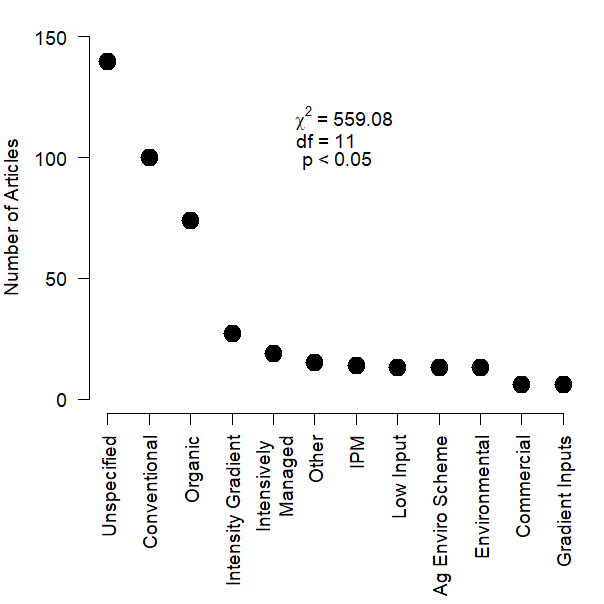 150
100
50
0
Number of Articles
χ² = 559.08
df = 11
p < 0.05
Unspecified
Conventional
Organic
Intensity Gradient
Intensively
Managed
Other
IPM
Low Input
Ag Enviro Scheme
Environmental
Commercial
Gradient Inputs